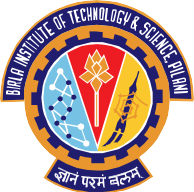 BIRLA INSTITUTE OF TECHNOLOGY & SCIENCE, PILANI
ज्ञानं परमं बलम्